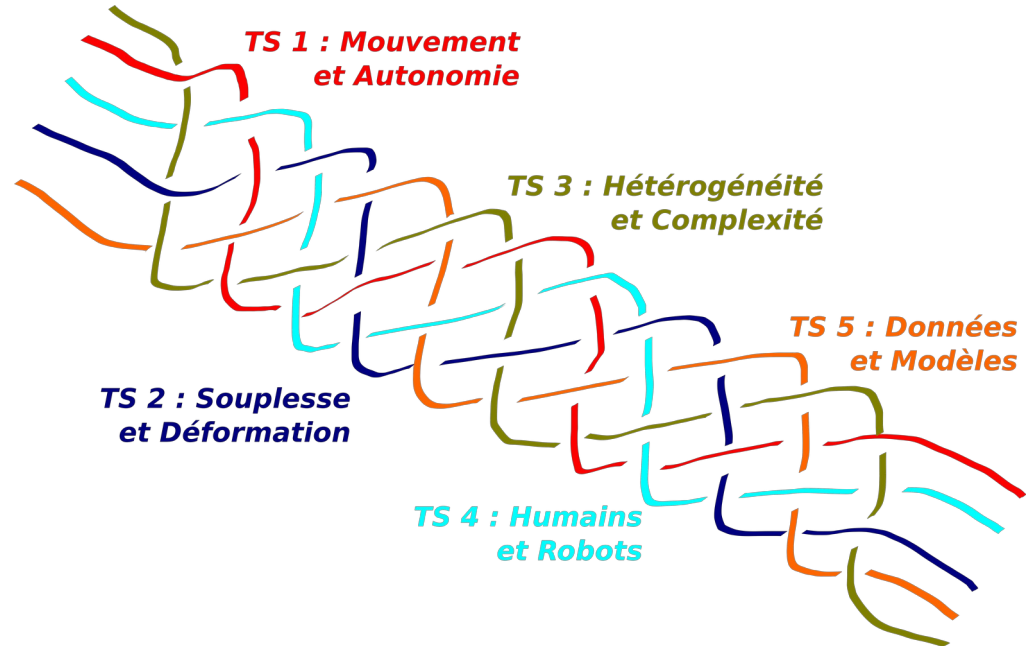 TS 1 : Mouvement
et Autonomie
TS 3 : Hétérogénéité
et Complexité
TS 5 : Données
et Modèles
TS 2 : Souplesse
et Déformation
TS 4 : Humains
et Robots